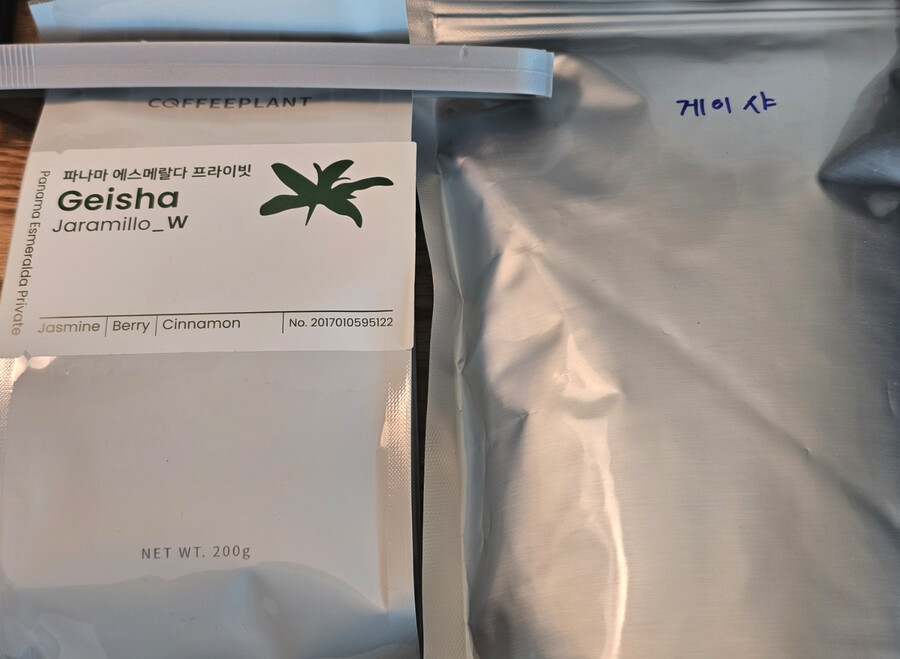 COFFEEPLANT
파나마 에스메랄다 프라이빗
Geisha
Jaramillo_W
Panama Esmeralda Private
Jasmine | Berry | Cinnamon | No. 2017010595122
NET WT. 200g
게이샤